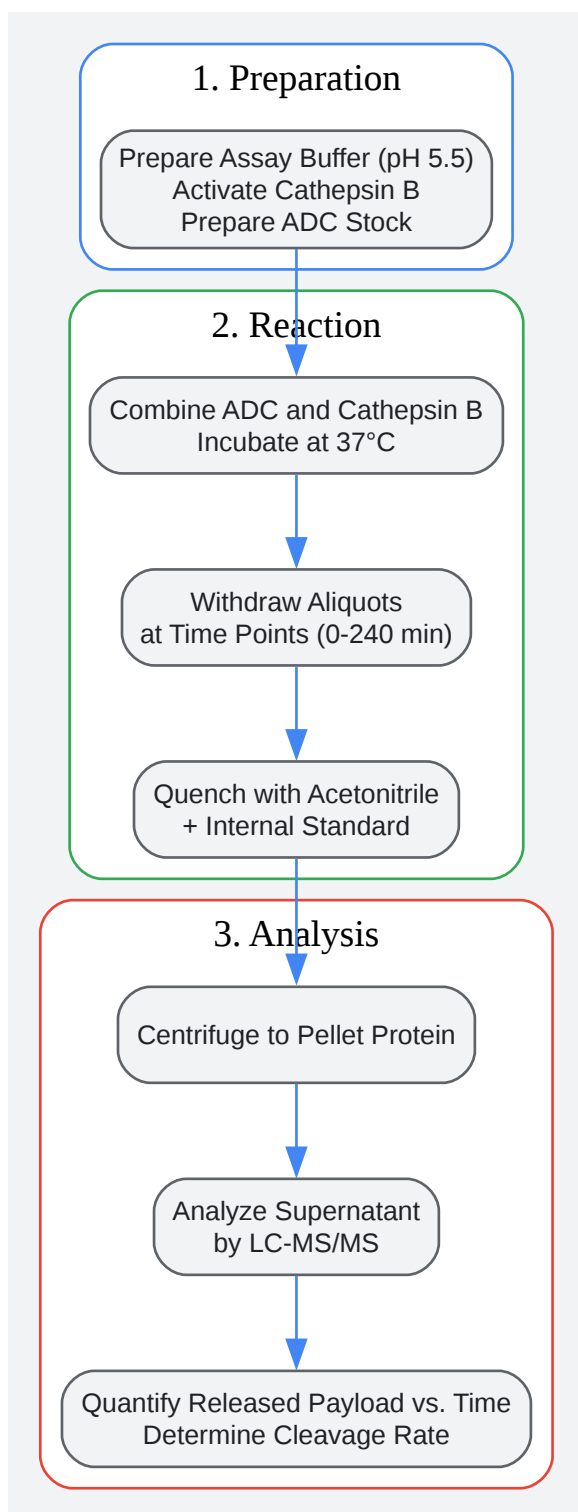 1. Preparation
Prepare Assay Buffer (pH 5.5)
Activate Cathepsin B
Prepare ADC Stock
2. Reaction
Combine ADC and Cathepsin B
Incubate at 37°C
Withdraw Aliquots
at Time Points (0-240 min)
Quench with Acetonitrile
+ Internal Standard
3. Analysis
Centrifuge to Pellet Protein
Analyze Supernatant
by LC-MS/MS
Quantify Released Payload vs. Time
Determine Cleavage Rate